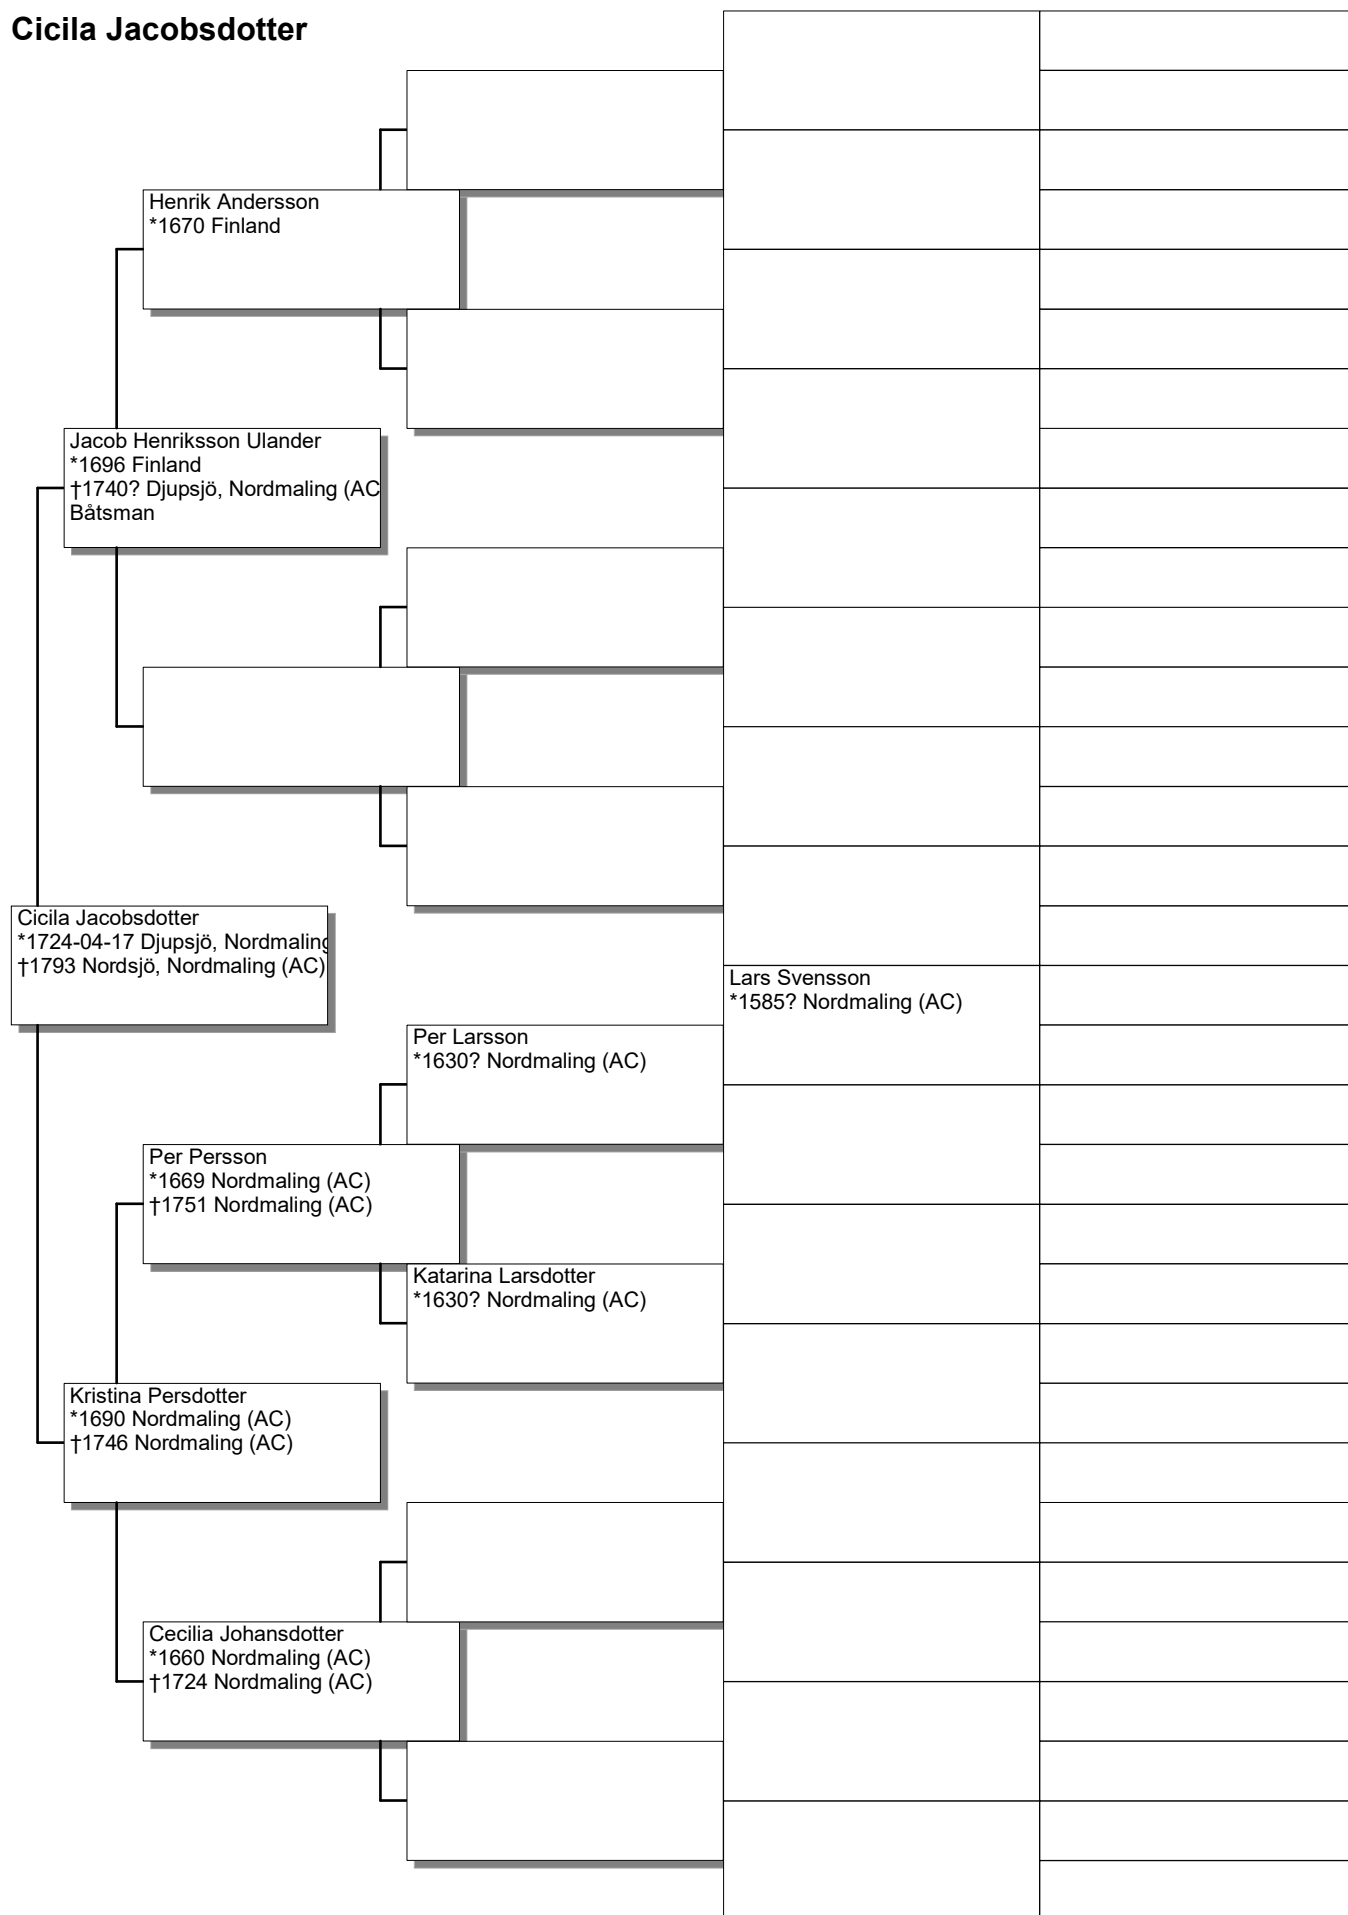 Cicila Jacobsdotter
Henrik Andersson
*1670 Finland
Jacob Henriksson Ulander
*1696 Finland
†1740? Djupsjö, Nordmaling (AC
Båtsman
Cicila Jacobsdotter
*1724-04-17 Djupsjö, Nordmaling
†1793 Nordsjö, Nordmaling (AC)
Lars Svensson
*1585? Nordmaling (AC)
Per Larsson
*1630? Nordmaling (AC)
Per Persson
*1669 Nordmaling (AC)
†1751 Nordmaling (AC)
Katarina Larsdotter
*1630? Nordmaling (AC)
Kristina Persdotter
*1690 Nordmaling (AC)
†1746 Nordmaling (AC)
Cecilia Johansdotter
*1660 Nordmaling (AC)
†1724 Nordmaling (AC)